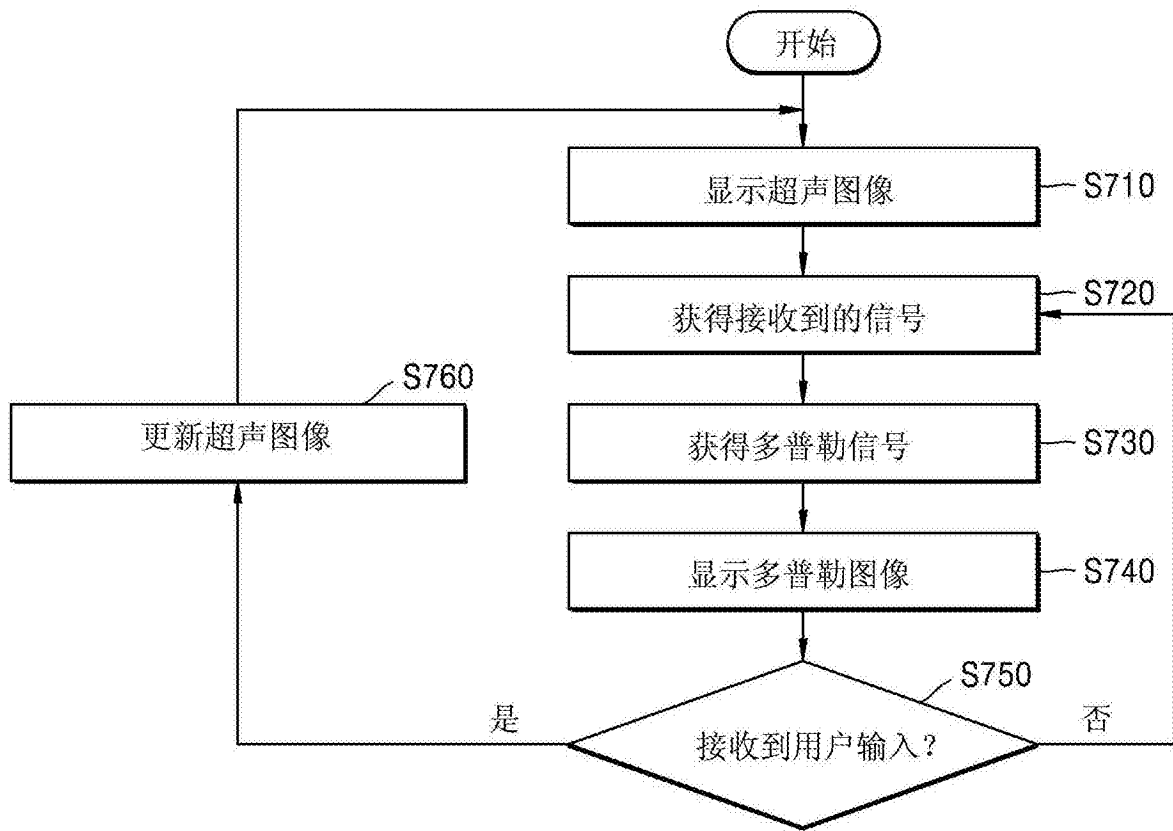 开始
显示超声图像
S710
获得接收到的信号
S720
S760
更新超声图像
获得多普勒信号
S730
显示多普勒图像
S740
S750
是
接收到用户输入?
否